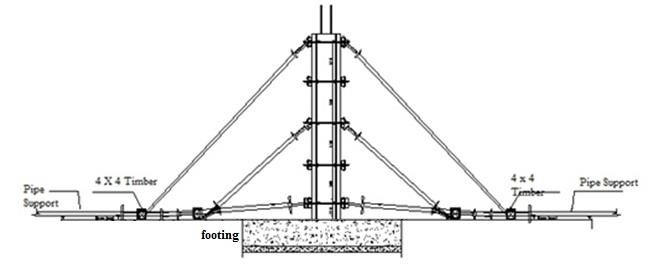 4 X 4 Timber
Pipe
Support
4 x 4
Timber
Pipe Support
footing